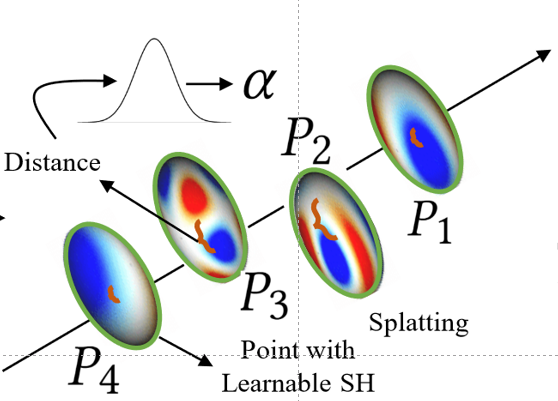 α
Distance
P₂
P₁
P₃
Splatting
Point with
Learnable SH
P₄